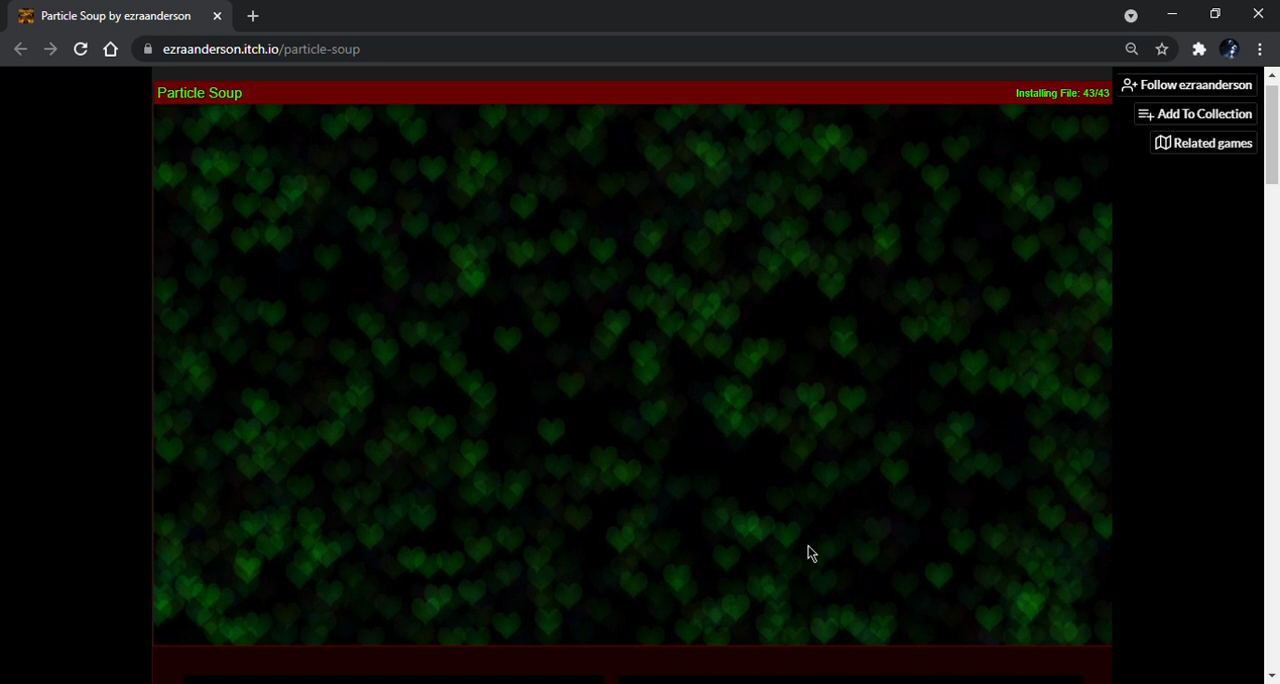 Particle Soup by ezraanderson
ezraanderson.itch.io/particle-soup
Particle Soup
Installing File: 43/43
Follow ezraanderson
Add To Collection
Related games